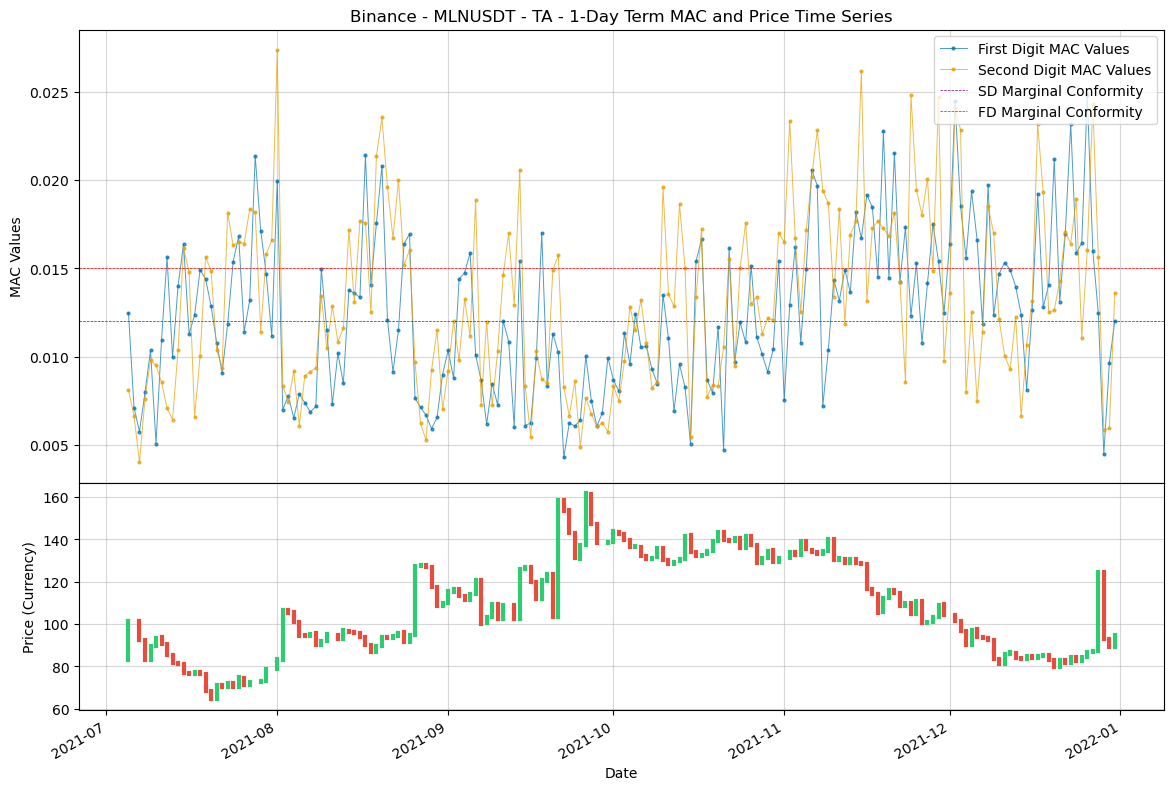 Binance - MLNUSDT - TA - 1-Day Term MAC and Price Time Series
First Digit MAC Values
Second Digit MAC Values
SD Marginal Conformity
FD Marginal Conformity
MAC Values
0.025
0.020
0.015
0.010
0.005
Price (Currency)
160
140
120
100
80
60
2021-07
2021-08
2021-09
2021-10
2021-11
2021-12
2022-01
Date